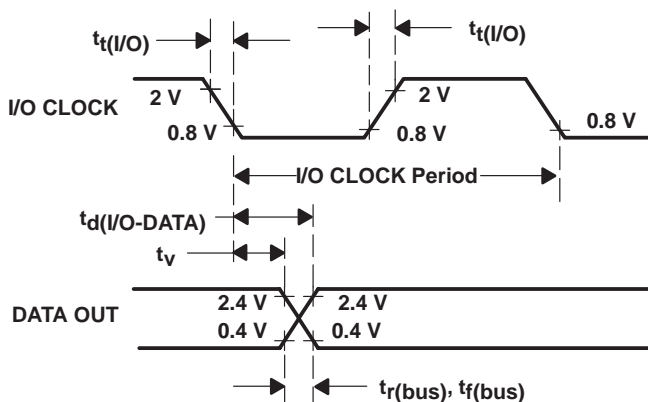 tt(I/O)
tt(I/O)
I/O CLOCK
2 V
2 V
0.8 V
0.8 V
0.8 V
I/O CLOCK Period
td(I/O-DATA)
tv
DATA OUT
2.4 V
2.4 V
0.4 V
0.4 V
tr(bus), tf(bus)